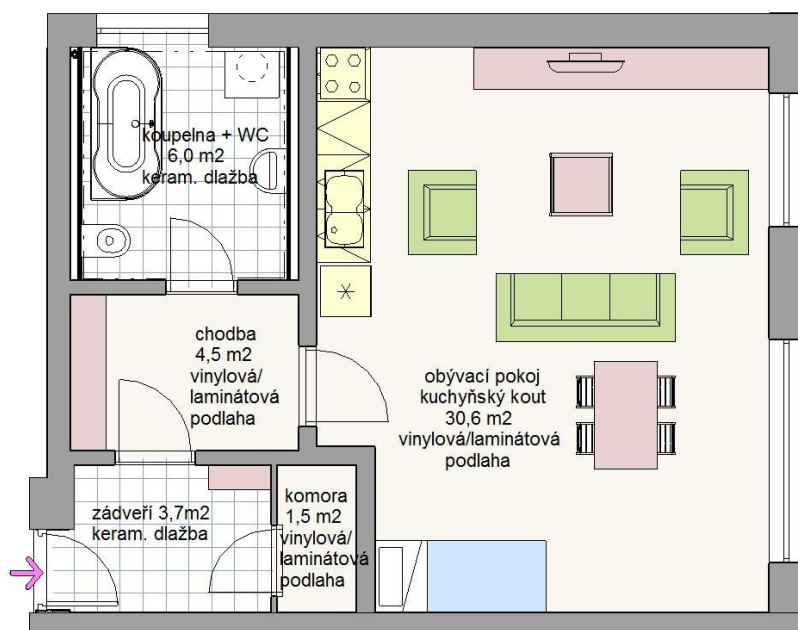 koupelna + WC
6,0 m2
keram. dlažba
chodba
4,5 m2
vinylová/
laminátová
podlaha
obývací pokoj
kuchyňský kout
30,6 m2
vinylová/laminátová
podlaha
zádveří 3,7m2
keram. dlažba
komora
1,5 m2
vinylová/
laminátová
podlaha